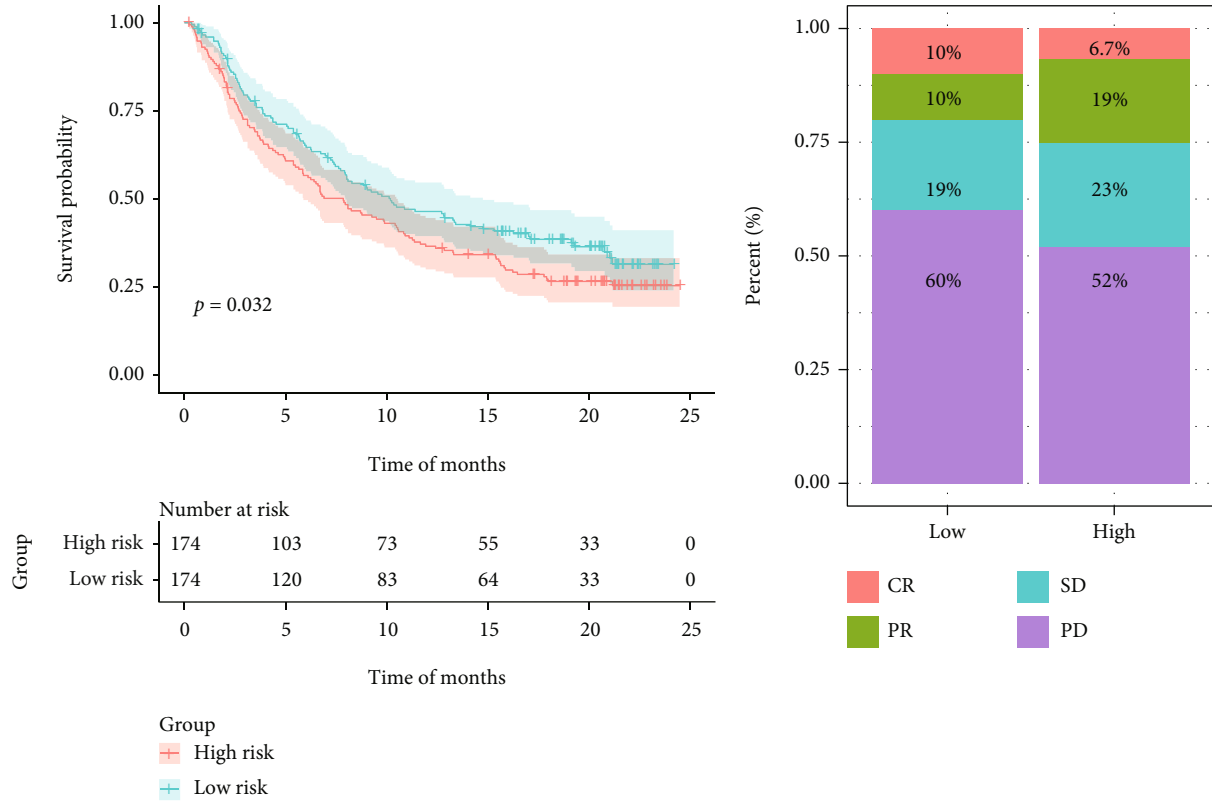 1.00
0.75
0.50
0.25
0.00
Survival probability
p = 0.032
0 5 10 15 20 25
Time of months
Number at risk
Group
High risk 174 103 73 55 33 0
Low risk 174 120 83 64 33 0
0 5 10 15 20 25
Time of months
Group
High risk
Low risk
1.00
0.75
0.50
0.25
0.00
Percent (%)
10% 6.7%
10% 19%
19% 23%
60% 52%
Low High
CR SD
PR PD